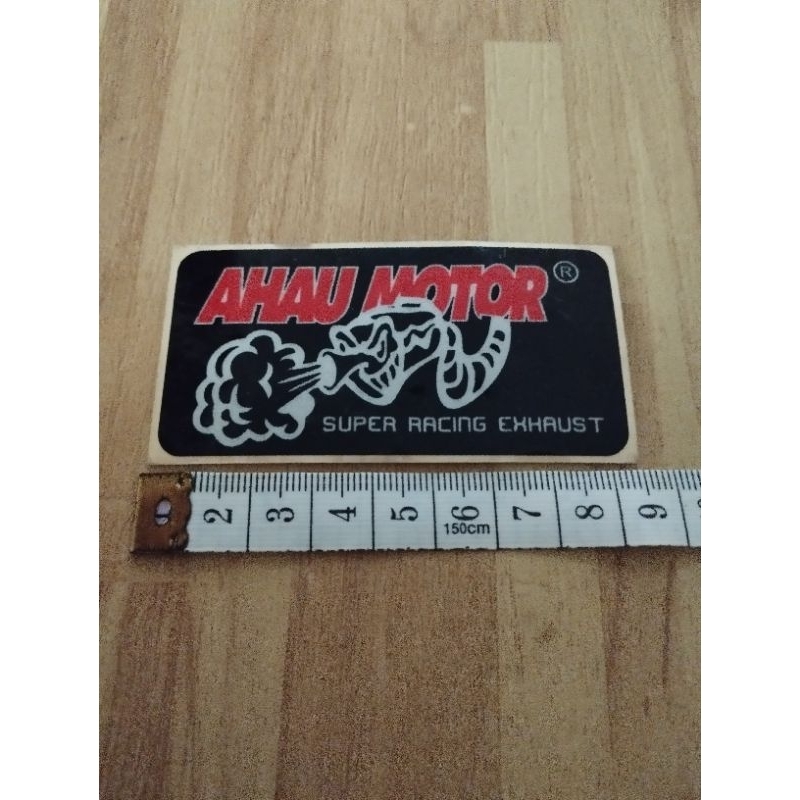 AHAU MOTOR®
SUPER RACING EXHAUST
2 3 4 5 6 7 8 9
150cm